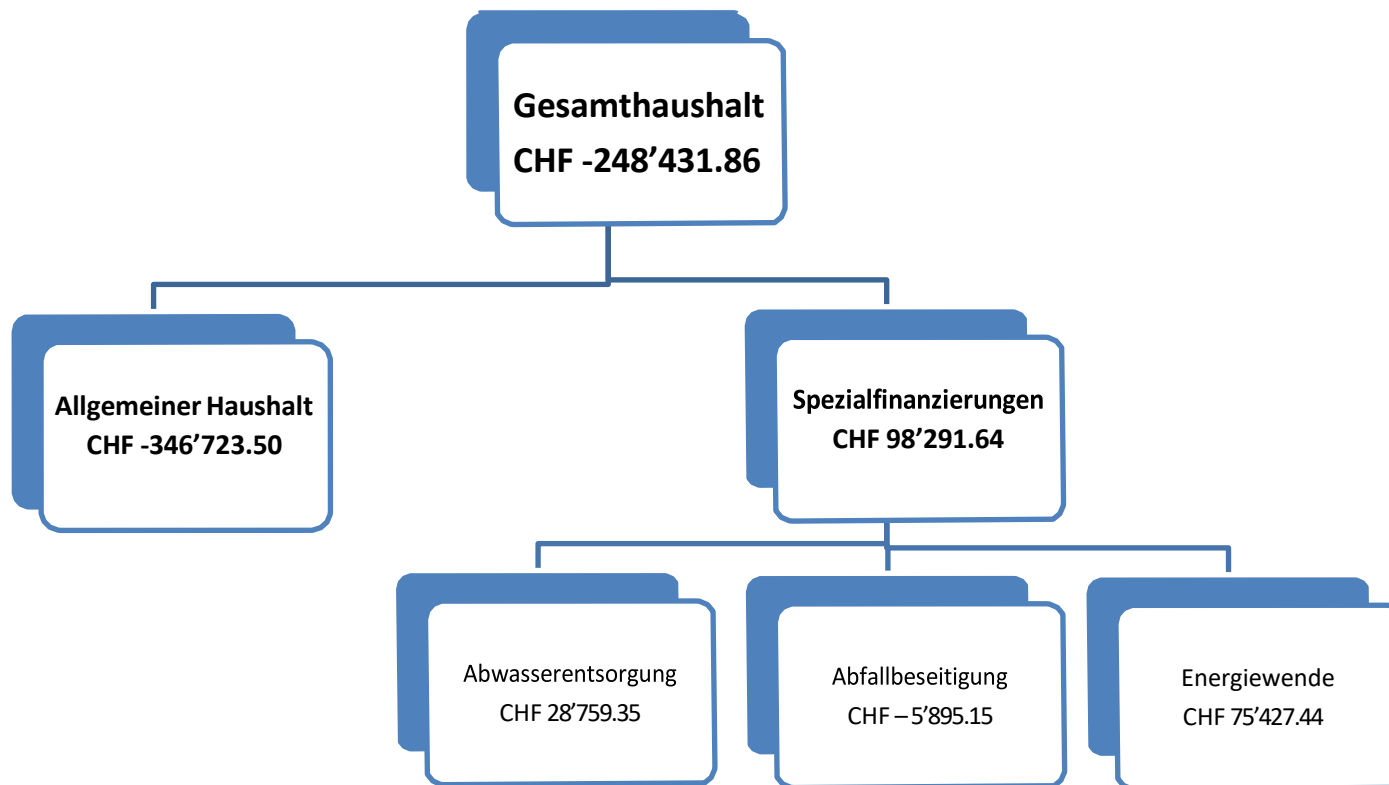 Gesamthaushalt
CHF -248’431.86
Allgemeiner Haushalt
CHF -346’723.50
Spezialfinanzierungen
CHF 98’291.64
Abwasserentsorgung
CHF 28’759.35
Abfallbeseitigung
CHF – 5’895.15
Energiewende
CHF 75’427.44